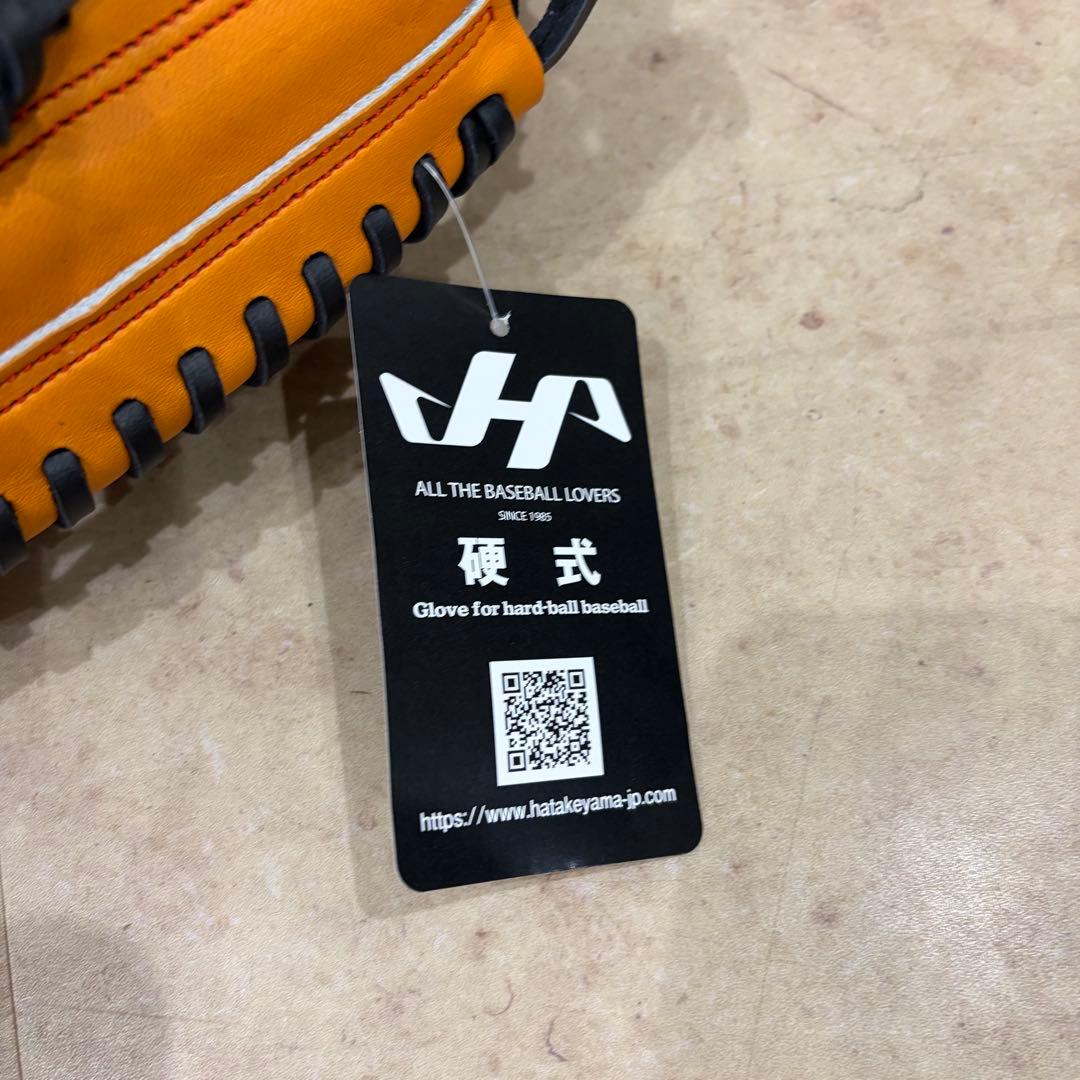 ALL THE BASEBALL LOVERS
SINCE 1985
硬 式
Glove for hard-ball baseball
https://www.hatakeyama-jp.com